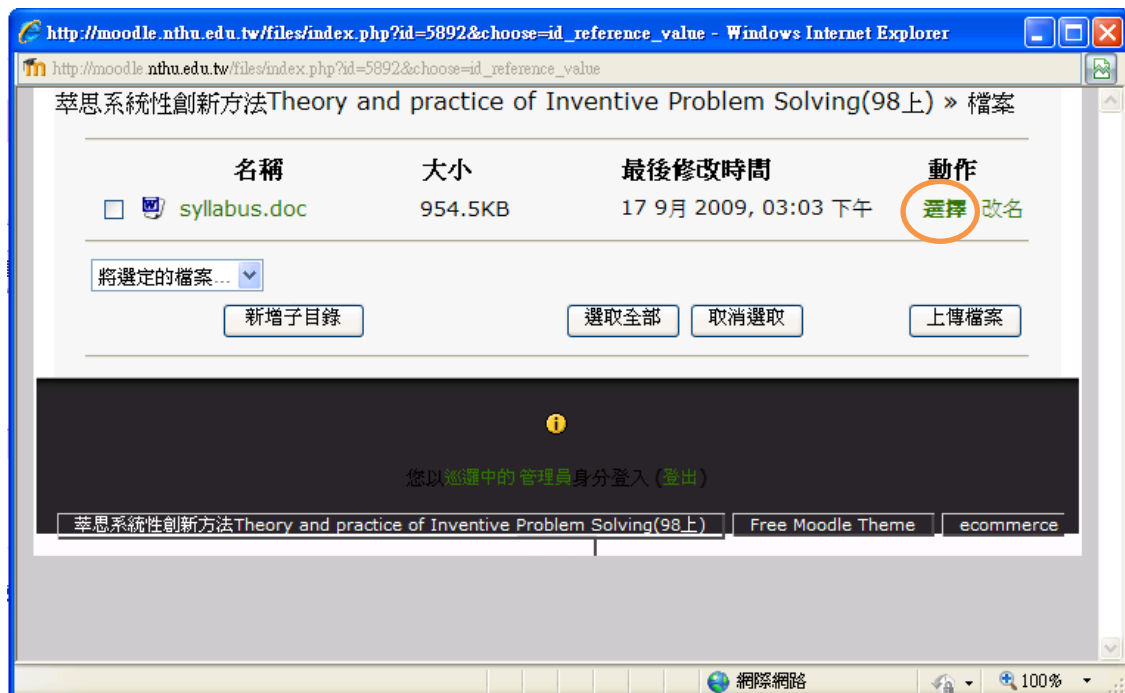 http://moodle.nthu.edu.tw/files/index.php?id=5892&choose=id_reference_value - Windows Internet Explorer
http://moodle.nthu.edu.tw/files/index.php?id=5892&choose=id_reference_value
萃思系統性創新方法Theory and practice of Inventive Problem Solving(98上) » 檔案
名稱 大小 最後修改時間 動作
syllabus.doc 954.5KB 17 9月 2009, 03:03 下午 選擇 改名
將選定的檔案...
新增子目錄 選取全部 取消選取 上傳檔案
您以巡邏中的 管理員身分登入 (登出)
萃思系統性創新方法Theory and practice of Inventive Problem Solving(98上) Free Moodle Theme ecommerce
網際網路 100%